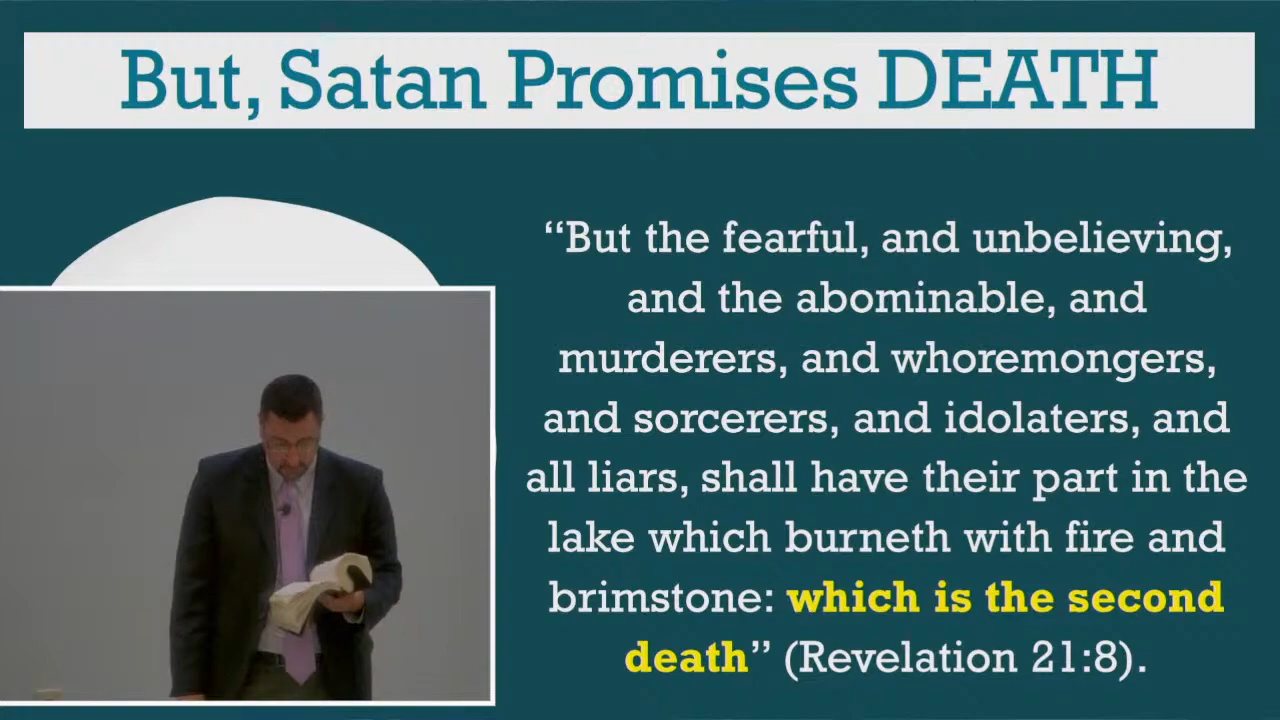 But, Satan Promises DEATH
“But the fearful, and unbelieving,
and the abominable, and
murderers, and whoremongers,
and sorcerers, and idolaters, and
all liars, shall have their part in the
lake which burneth with fire and
brimstone: which is the second
death” (Revelation 21:8).